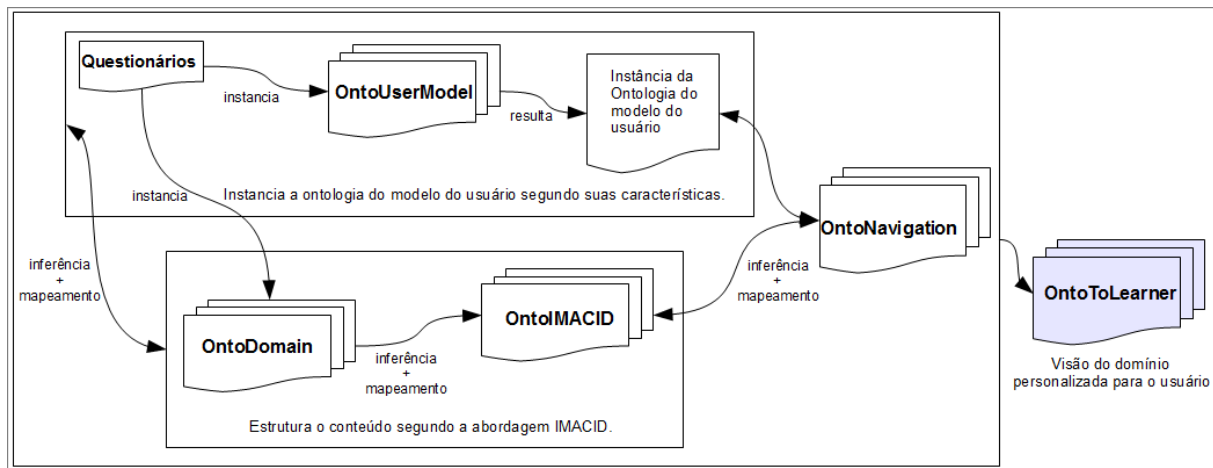 Questionários
instancia
OntoUserModel
resulta
Instância da
Ontologia do
modelo do
usuário
instancia
Instancia a ontologia do modelo do usuário segundo suas características.
OntoNavigation
inferência
+
mapeamento
inferência
+
mapeamento
OntoDomain
inferência
+
mapeamento
OntoIMACID
Estrutura o conteúdo segundo a abordagem IMACID.
OntoToLearner
Visão do domínio
personalizada para o usuário